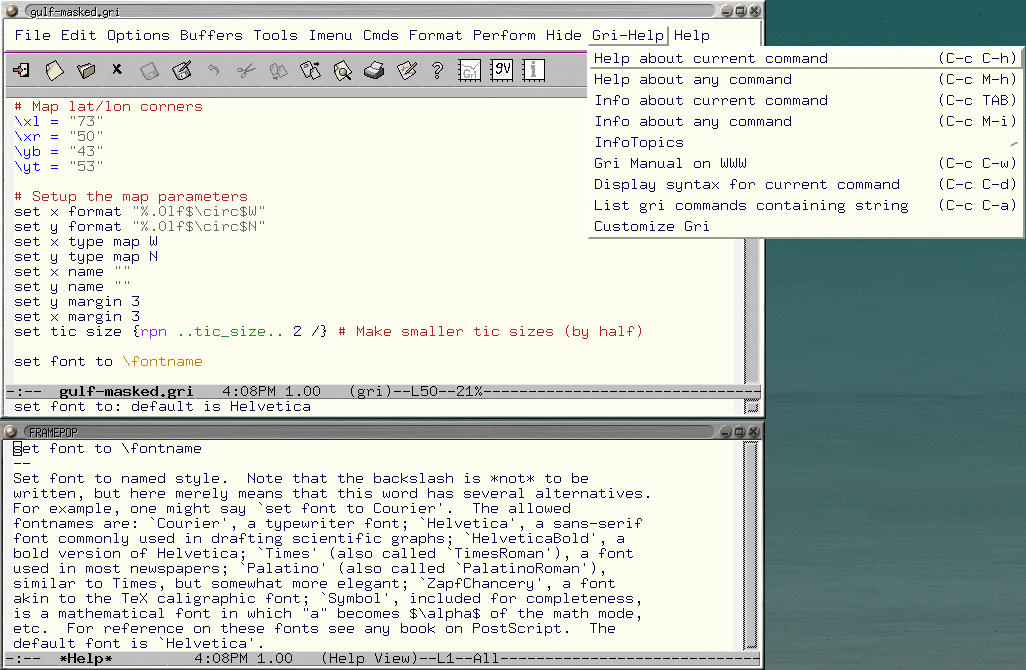 gulf-masked.gri
File Edit Options Buffers Tools Imenu Cmds Format Perform Hide Gri-Help Help
Gri
gv
i
Help about current command (C-c C-h)
Help about any command (C-c M-h)
Info about current command (C-c TAB)
Info about any command (C-c M-i)
InfoTopics
Gri Manual on WWW (C-c C-w)
Display syntax for current command (C-c C-d)
List gri commands containing string (C-c C-a)
Customize Gri
# Map lat/lon corners
\xl = "73"
\xr = "50"
\yb = "43"
\yt = "53"
# Setup the map parameters
set x format "%.0lf$\circ$W"
set y format "%.0lf$\circ$N"
set x type map W
set y type map N
set x name ""
set y name ""
set y margin 3
set x margin 3
set tic size {rpn ..tic_size.. 2 /} # Make smaller tic sizes (by half)
set font to \fontname
-:-- gulf-masked.gri 4:08PM 1.00 (gri)--L50--21%------------------------------
set font to: default is Helvetica
FRAMEPOP
set font to \fontname
--
Set font to named style.  Note that the backslash is *not* to be
written, but here merely means that this word has several alternatives.
For example, one might say `set font to Courier'.  The allowed
fontnames are: `Courier', a typewriter font; `Helvetica', a sans-serif
font commonly used in drafting scientific graphs; `HelveticaBold', a
bold version of Helvetica; `Times' (also called `TimesRoman'), a font
used in most newspapers; `Palatino' (also called `PalatinoRoman'),
similar to Times, but somewhat more elegant; `ZapfChancery', a font
akin to the TeX caligraphic font; `Symbol', included for completeness,
is a mathematical font in which "a" becomes $\alpha$ of the math mode,
etc.  For reference on these fonts see any book on PostScript.  The
default font is `Helvetica'.
-:-- *Help* 4:08PM 1.00 (Help View)--L1--All-----------------------------